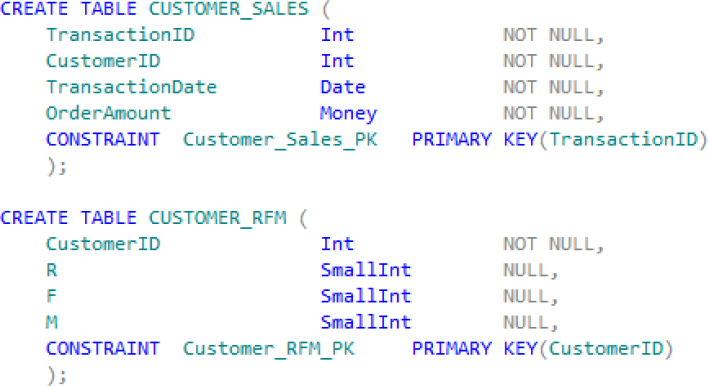 CREATE TABLE CUSTOMER_SALES (
TransactionID Int NOT NULL,
CustomerID Int NOT NULL,
TransactionDate Date NOT NULL,
OrderAmount Money NOT NULL,
CONSTRAINT Customer_Sales_PK PRIMARY KEY(TransactionID)
);
CREATE TABLE CUSTOMER_RFM (
CustomerID Int NOT NULL,
R SmallInt NULL,
F SmallInt NULL,
M SmallInt NULL,
CONSTRAINT Customer_RFM_PK PRIMARY KEY(CustomerID)
);